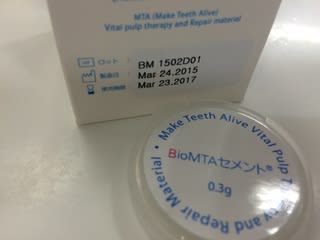 MTA (Make Teeth Alive)
Vital pulp therapy and Repair material
ロット BM 1502D01
製造日 Mar 24.2015
使用期限 Mar 23.2017
• Make Teeth Alive Vital Pulp Therapy and Repair Material
BioMTAセメント®
0.3g